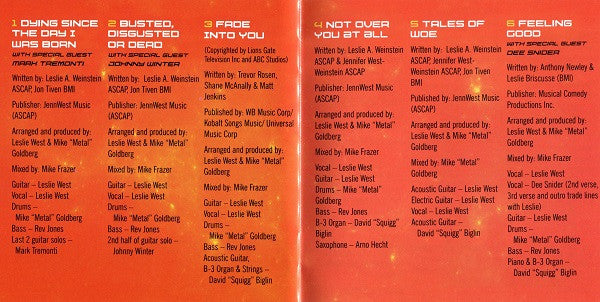 1 DYING SINCE
THE DAY I
WAS BORN
WITH SPECIAL GUEST
MARK TREMONTI
Written by: Leslie A. Weinstein
ASCAP, Jon Tiven BMI
Publisher: JennWest Music
(ASCAP)
Arranged and produced by:
Leslie West & Mike "Metal"
Goldberg
Mixed by: Mike Frazer
Guitar – Leslie West
Vocal – Leslie West
Drums –
Mike "Metal" Goldberg
Bass – Rev Jones
Last 2 guitar solos –
Mark Tremonti
2 BUSTED,
DISGUSTED
OR DEAD
WITH SPECIAL GUEST
JOHNNY WINTER
Written by: Leslie A. Weinstein
ASCAP, Jon Tiven BMI
Publisher: JennWest Music
(ASCAP)
Arranged and produced by:
Leslie West & Mike "Metal"
Goldberg
Mixed by: Mike Frazer
Guitar – Leslie West
Vocal – Leslie West
Drums –
Mike "Metal" Goldberg
Bass – Rev Jones
2nd half of guitar solo –
Johnny Winter
3 FADE
INTO YOU
(Copyrighted by Lions Gate
Television Inc and ABC Studios)
Written by: Trevor Rosen,
Shane McAnally & Matt
Jenkins
Published by: WB Music Corp/
Kobalt Songs Music/ Universal
Music Corp
Arranged and produced by:
Leslie West & Mike "Metal"
Goldberg
Mixed by: Mike Frazer
Guitar – Leslie West
Vocal – Leslie West
Drums –
Mike "Metal" Goldberg
Bass – Rev Jones
Acoustic Guitar,
B-3 Organ & Strings –
David "Squigg" Biglin
4 NOT OVER
YOU AT ALL
Written by: Leslie A. Weinstein
ASCAP & Jennifer West-
Weinstein ASCAP
Publisher: JennWest Music
(ASCAP)
Arranged and produced by:
Leslie West & Mike "Metal"
Goldberg
Mixed by: Mike Frazer
Vocal – Leslie West
Guitar – Leslie West
Drums –
Mike "Metal" Goldberg
Bass – Rev Jones
B-3 Organ – David "Squigg"
Biglin
Saxophone – Arno Hecht
5 TALES OF
WOE
Written by: Leslie A. Weinstein
ASCAP, Jennifer West-
Weinstein ASCAP, Jon Tiven
BMI
Publisher: JennWest Music
(ASCAP)
Arranged and produced by:
Leslie West & Mike "Metal"
Goldberg
Mixed by: Mike Frazer
Acoustic Guitar – Leslie West
Electric Guitar – Leslie West
Vocal – Leslie West
Acoustic Guitar –
David "Squigg" Biglin
6 FEELING
GOOD
WITH SPECIAL GUEST
DEE SNIDER
Written by: Anthony Newley &
Leslie Briscusse (BMI)
Publisher: Musical Comedy
Productions Inc.
Arranged and produced by:
Leslie West & Mike "Metal"
Goldberg
Mixed by: Mike Frazer
Vocal – Leslie West
Vocal – Dee Snider (2nd verse,
3rd verse and outro trade lines
with Leslie)
Guitar – Leslie West
Drums –
Mike "Metal" Goldberg
Bass – Rev Jones
Piano & B-3 Organ –
David "Squigg" Biglin